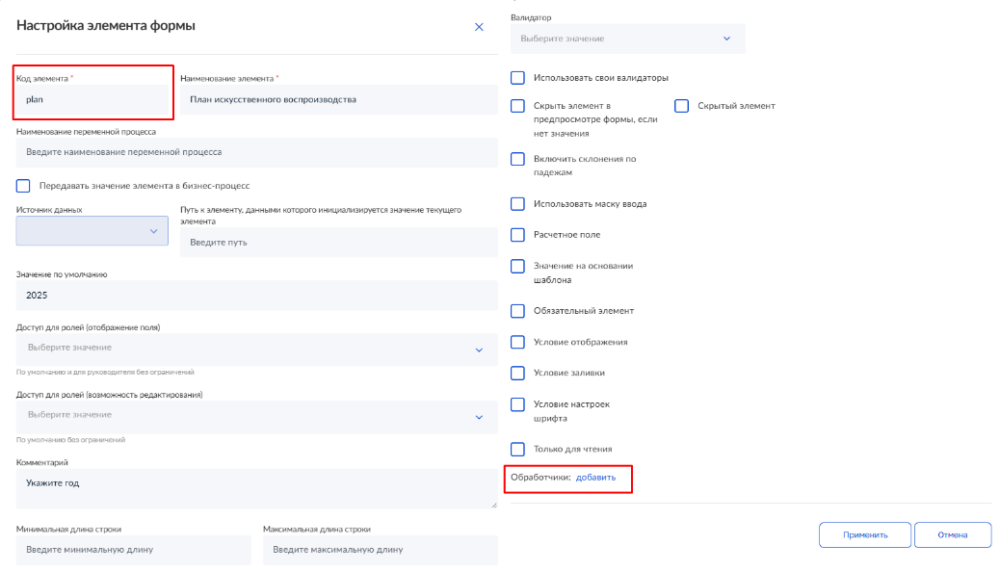 Настройка элемента формы
Код элемента *
Наименование элемента *
plan
План искусственного воспроизводства
Наименование переменной процесса
Введите наименование переменной процесса
Передавать значение элемента в бизнес-процесс
Источник данных
Путь к элементу, данными которого инициализируется значение текущего
элемента
Введите путь
Значение по умолчанию
2025
Доступ для ролей (отображение поля)
Выберите значение
По умолчанию и для руководителя без ограничений
Доступ для ролей (возможность редактирования)
Выберите значение
По умолчанию без ограничений
Комментарий
Укажите год
Минимальная длина строки
Максимальная длина строки
Введите минимальную длину
Введите максимальную длину
Валидатор
Выберите значение
Использовать свои валидаторы
Скрыть элемент в
предпросмотре формы, если
нет значения
Скрытый элемент
Включить склонения по
падежам
Использовать маску ввода
Расчетное поле
Значение на основании
шаблона
Обязательный элемент
Условие отображения
Условие заливки
Условие настроек
шрифта
Только для чтения
Обработчики: добавить
Применить
Отмена